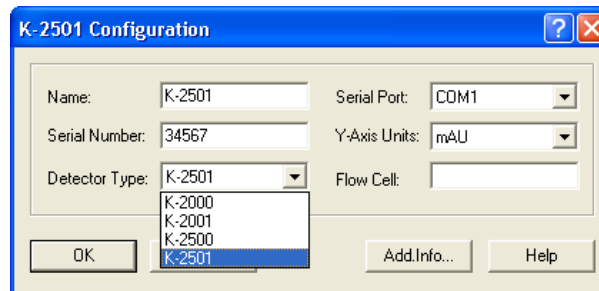 K-2501 Configuration
Name: K-2501 Serial Port: COM1
Serial Number: 34567 Y-Axis Units: mAU
Detector Type: K-2501 Flow Cell:
K-2000
K-2001
K-2500
K-2501
OK Add.Info... Help